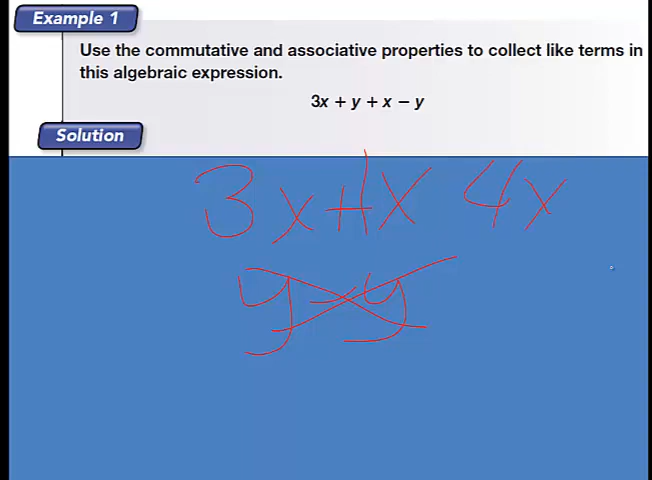 Example 1
Use the commutative and associative properties to collect like terms in
this algebraic expression.
3x + y + x − y
Solution
3x+1x 4x
y-y